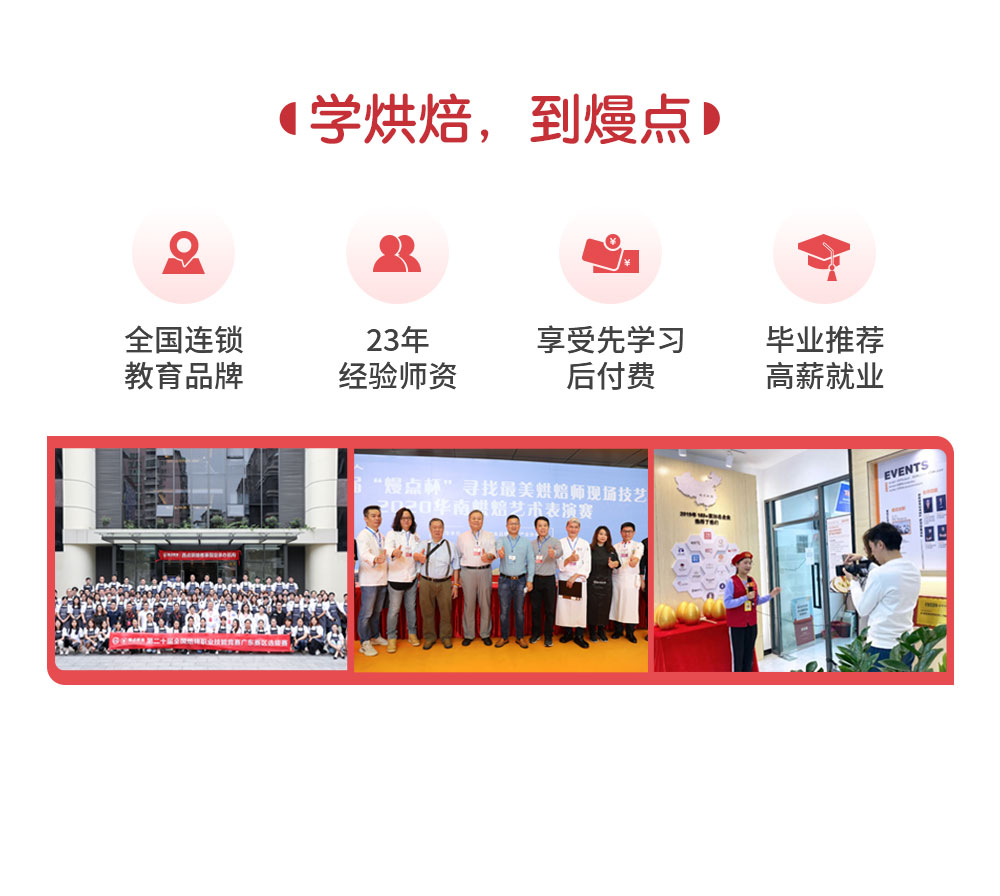 学烘焙，到熳点
全国连锁
教育品牌
23年
经验师资
¥
¥
享受先学习
后付费
毕业推荐
高薪就业
届“熳点杯”寻找最美烘焙师现场技艺
2020华南烘焙艺术表演赛
第二十届全国焙烤职业技能竞赛广东赛区选拔赛
EVENTS